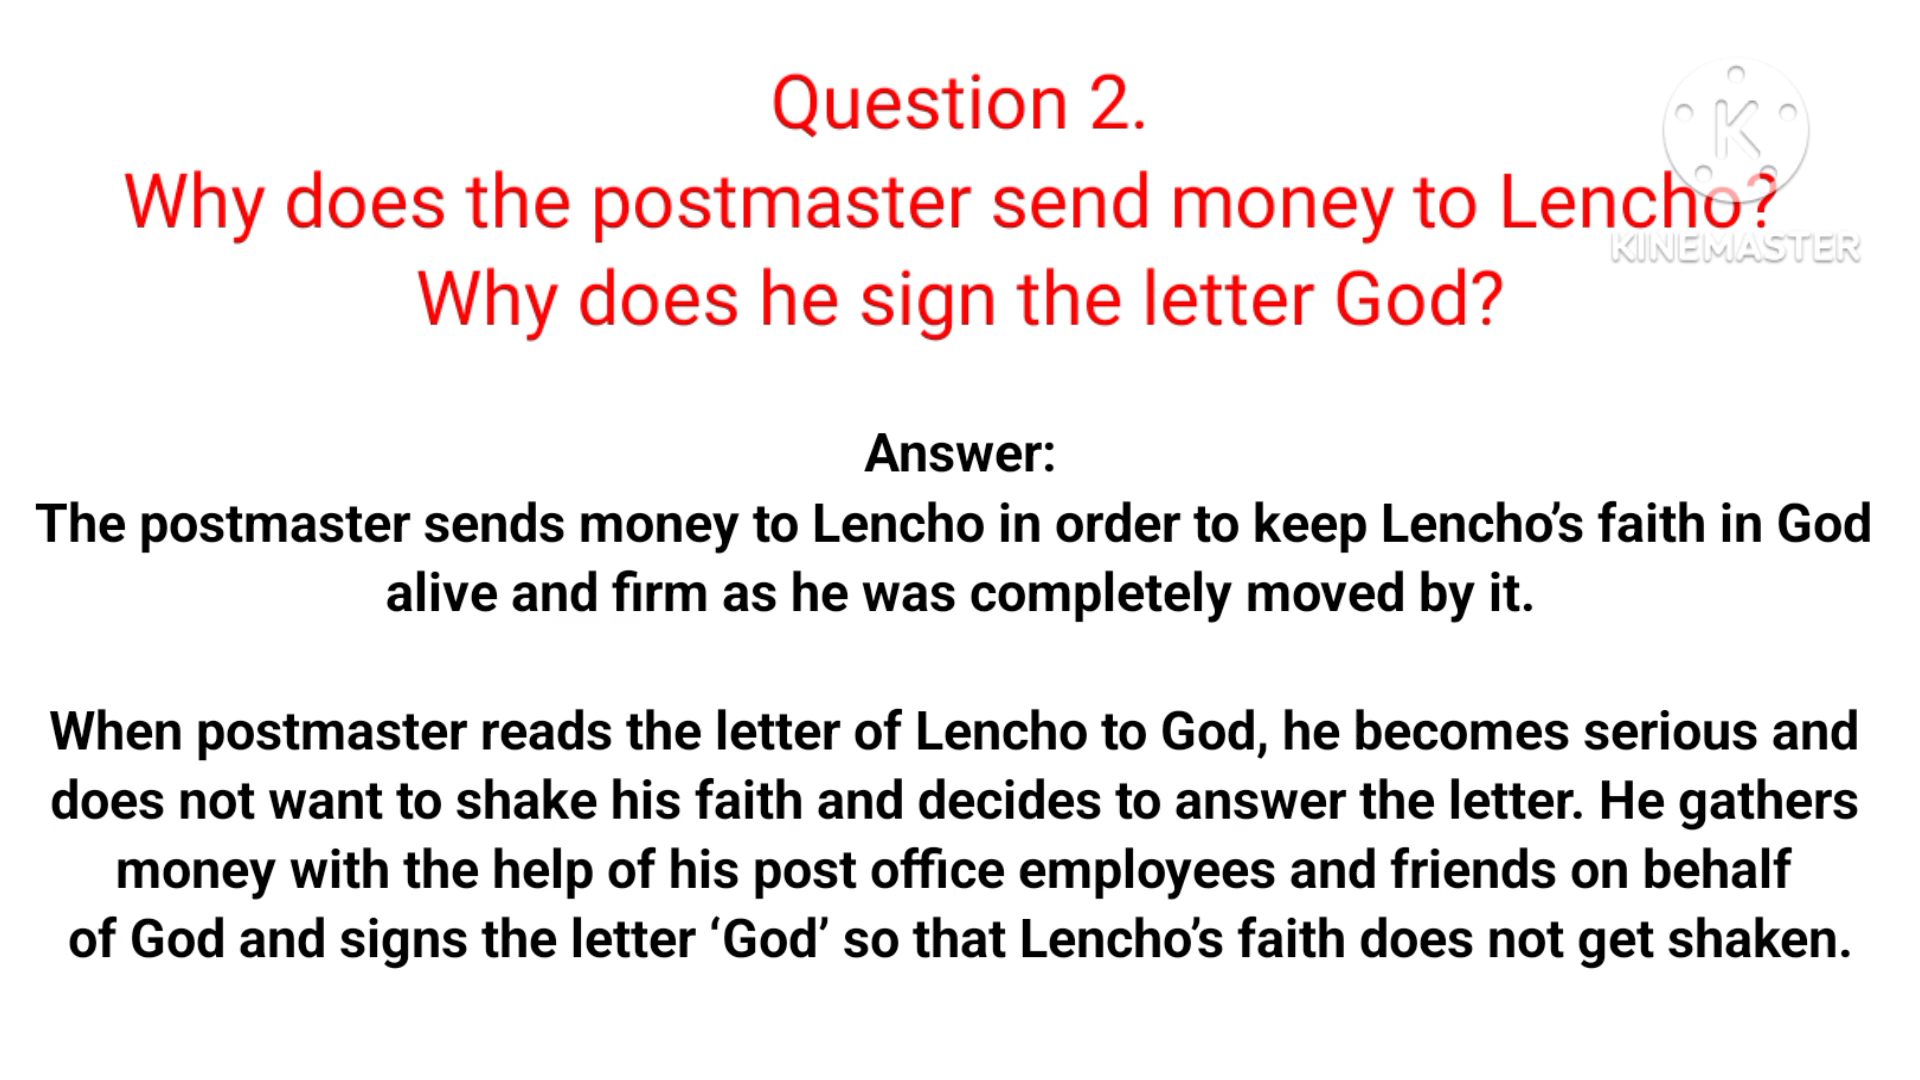 Question 2.
Why does the postmaster send money to Lencho?
Why does he sign the letter God?
K
KINEMASTER
Answer:
The postmaster sends money to Lencho in order to keep Lencho’s faith in God
alive and firm as he was completely moved by it.
When postmaster reads the letter of Lencho to God, he becomes serious and
does not want to shake his faith and decides to answer the letter. He gathers
money with the help of his post office employees and friends on behalf
of God and signs the letter ‘God’ so that Lencho’s faith does not get shaken.